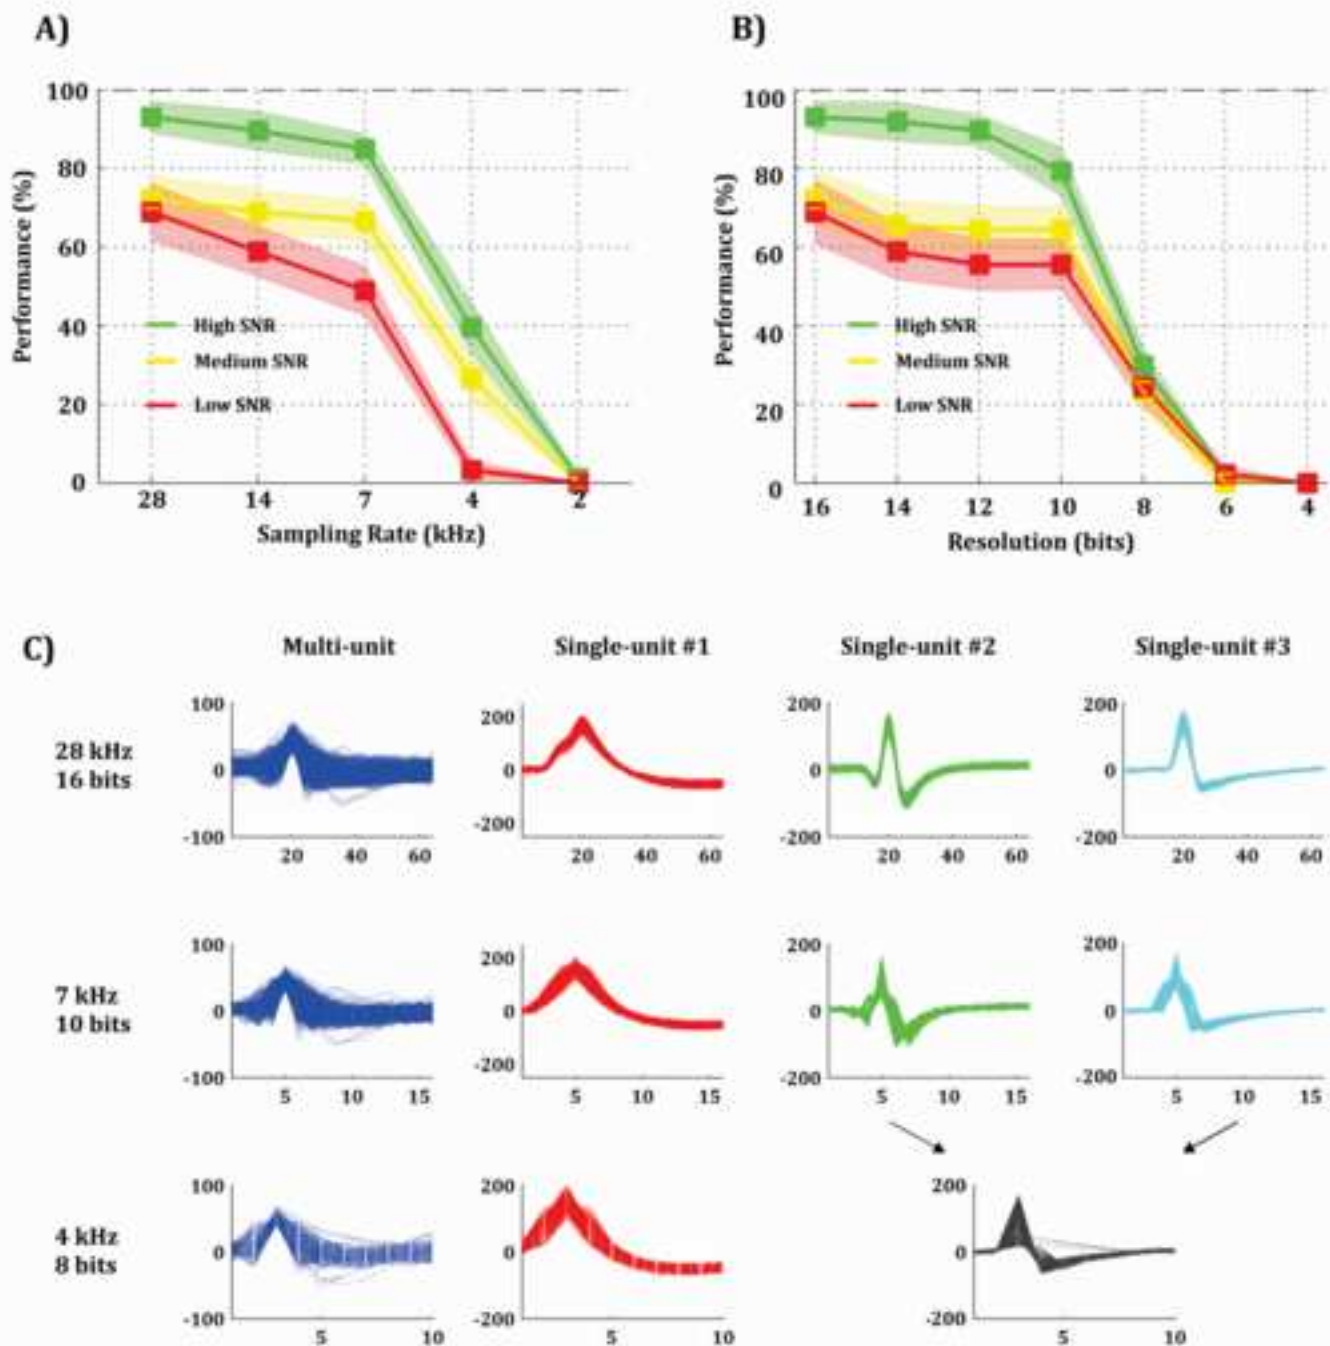 A)
100
80
60
40
20
0
Performance (%)
High SNR
Medium SNR
Low SNR
28 14 7 4 2
Sampling Rate (kHz)
B)
100
80
60
40
20
0
Performance (%)
High SNR
Medium SNR
Low SNR
16 14 12 10 8 6 4
Resolution (bits)
C)
Multi-unit Single-unit #1 Single-unit #2 Single-unit #3
28 kHz
16 bits
100
0
-100
20 40 60
200
0
-200
20 40 60
200
0
-200
20 40 60
200
0
-200
20 40 60
7 kHz
10 bits
100
0
-100
5 10 15
200
0
-200
5 10 15
200
0
-200
5 10 15
200
0
-200
5 10 15
4 kHz
8 bits
100
0
-100
5 10
200
0
-200
5 10
200
0
-200
5 10